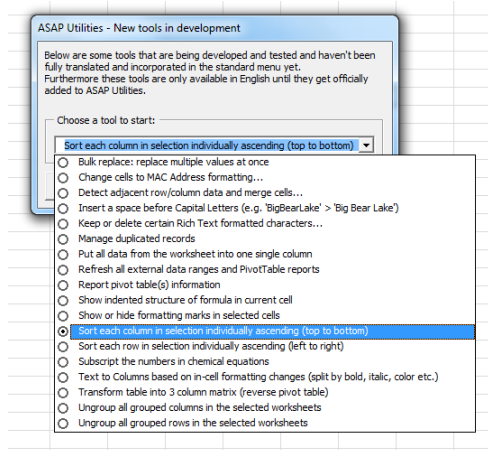 ASAP Utilities - New tools in development
Below are some tools that are being developed and tested and haven't been
fully translated and incorporated in the standard menu yet.
Furthermore these tools are only available in English until they get officially
added to ASAP Utilities.
Choose a tool to start:
Sort each column in selection individually ascending (top to bottom)
Bulk replace: replace multiple values at once
Change cells to MAC Address formatting...
Detect adjacent row/column data and merge cells...
Insert a space before Capital Letters (e.g. 'BigBearLake' > 'Big Bear Lake')
Keep or delete certain Rich Text formatted characters...
Manage duplicated records
Put all data from the worksheet into one single column
Refresh all external data ranges and PivotTable reports
Report pivot table(s) information
Show indented structure of formula in current cell
Show or hide formatting marks in selected cells
Sort each column in selection individually ascending (top to bottom)
Sort each row in selection individually ascending (left to right)
Subscript the numbers in chemical equations
Text to Columns based on in-cell formatting changes (split by bold, italic, color etc.)
Transform table into 3 column matrix (reverse pivot table)
Ungroup all grouped columns in the selected worksheets
Ungroup all grouped rows in the selected worksheets